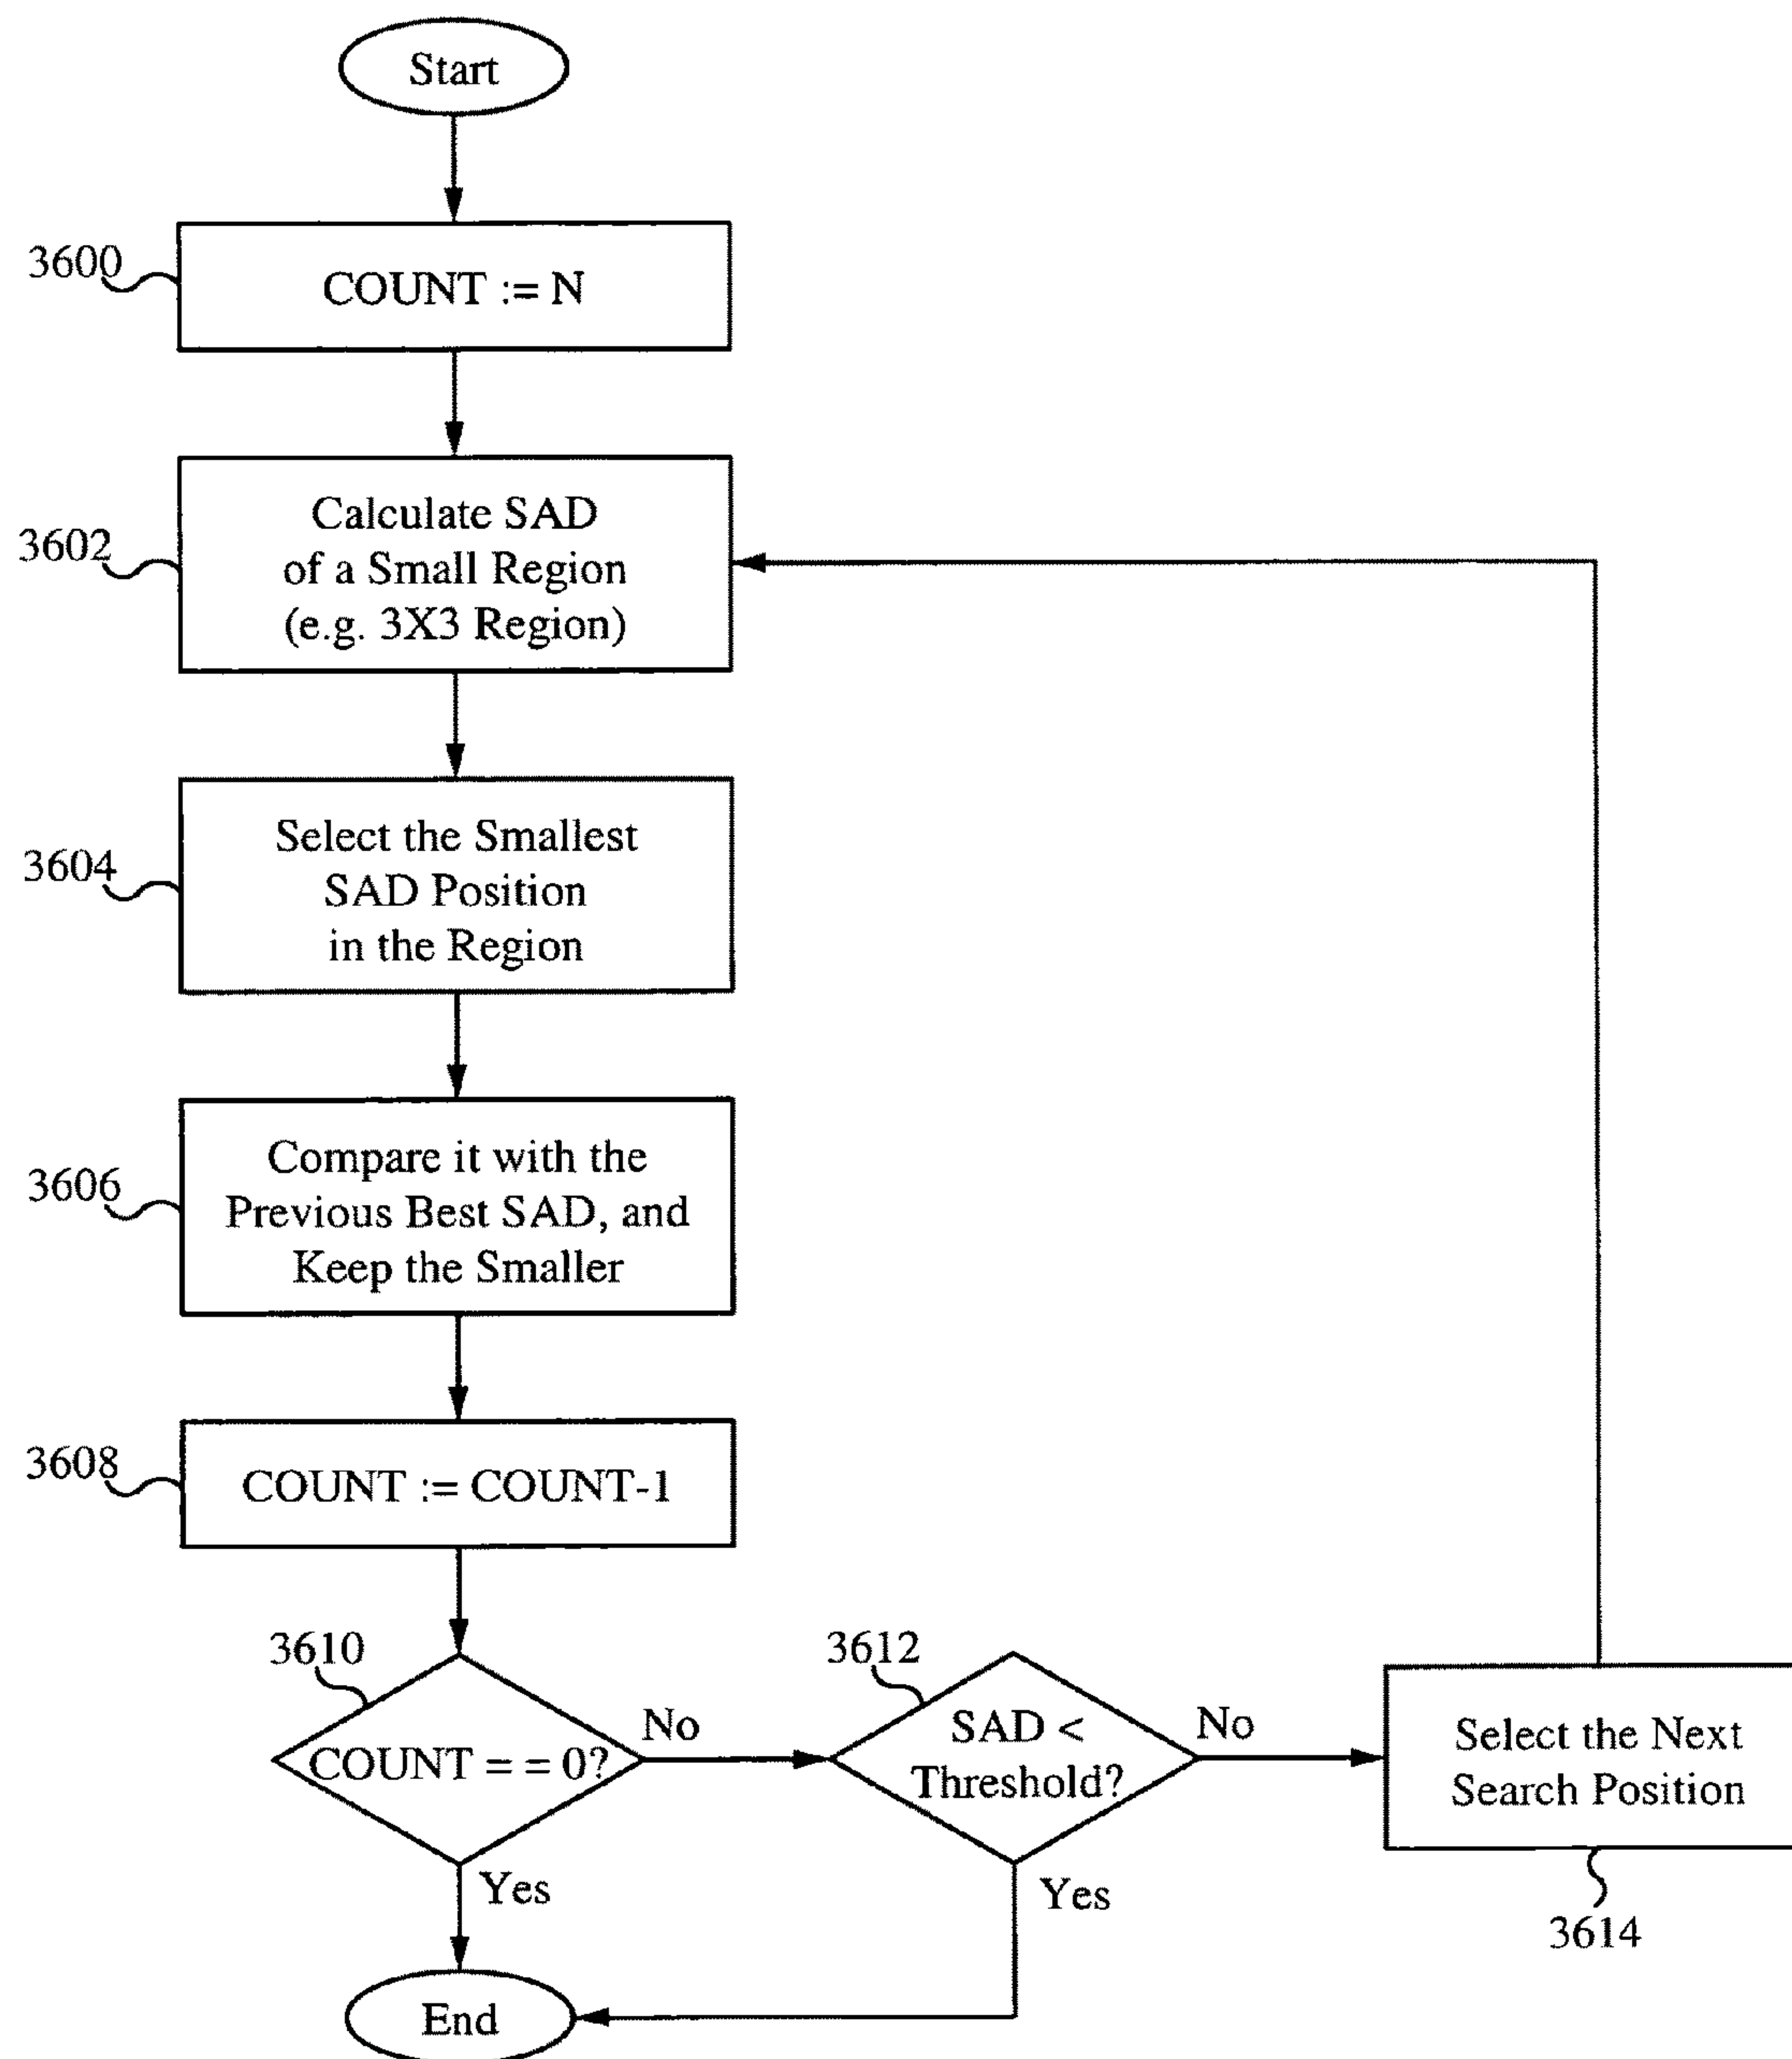 Start
3600
COUNT := N
3602
Calculate SAD
of a Small Region
(e.g. 3X3 Region)
3604
Select the Smallest
SAD Position
in the Region
3606
Compare it with the
Previous Best SAD, and
Keep the Smaller
3608
COUNT := COUNT-1
3610
COUNT = = 0?
No
Yes
3612
SAD <
Threshold?
No
Yes
Select the Next
Search Position
3614
End